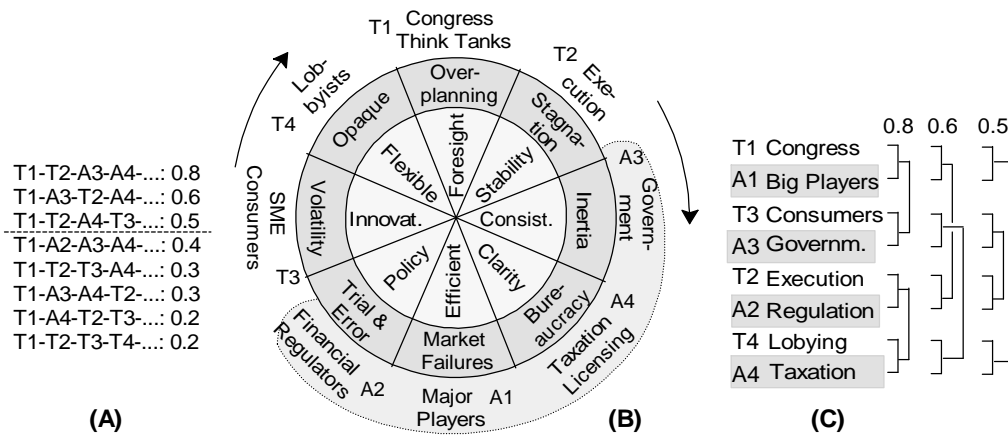 T1-T2-A3-A4-...: 0.8
T1-A3-T2-A4-...: 0.6
T1-T2-A4-T3-...: 0.5
T1-A2-A3-A4-...: 0.4
T1-T2-T3-A4-...: 0.3
T1-A3-A4-T2-...: 0.3
T1-A4-T2-T3-...: 0.2
T1-T2-T3-T4-...: 0.2
(A)
T1
Congress
Think Tanks
T2
Exe-
cution
A3
Govern-
ment
A4
Taxation
Licensing
A1
Major
Players
A2
Financial
Regulators
T3
SME
Consumers
T4
Lob-
byists
Over-
planning
Stagna-
tion
Inertia
Bure-
aucracy
Market
Failures
Trial &
Error
Volatility
Opaque
Foresight
Stability
Consist.
Clarity
Efficient
Policy
Innovat.
Flexible
(B)
0.8 0.6 0.5
T1 Congress
A1 Big Players
T3 Consumers
A3 Governm.
T2 Execution
A2 Regulation
T4 Lobying
A4 Taxation
(C)